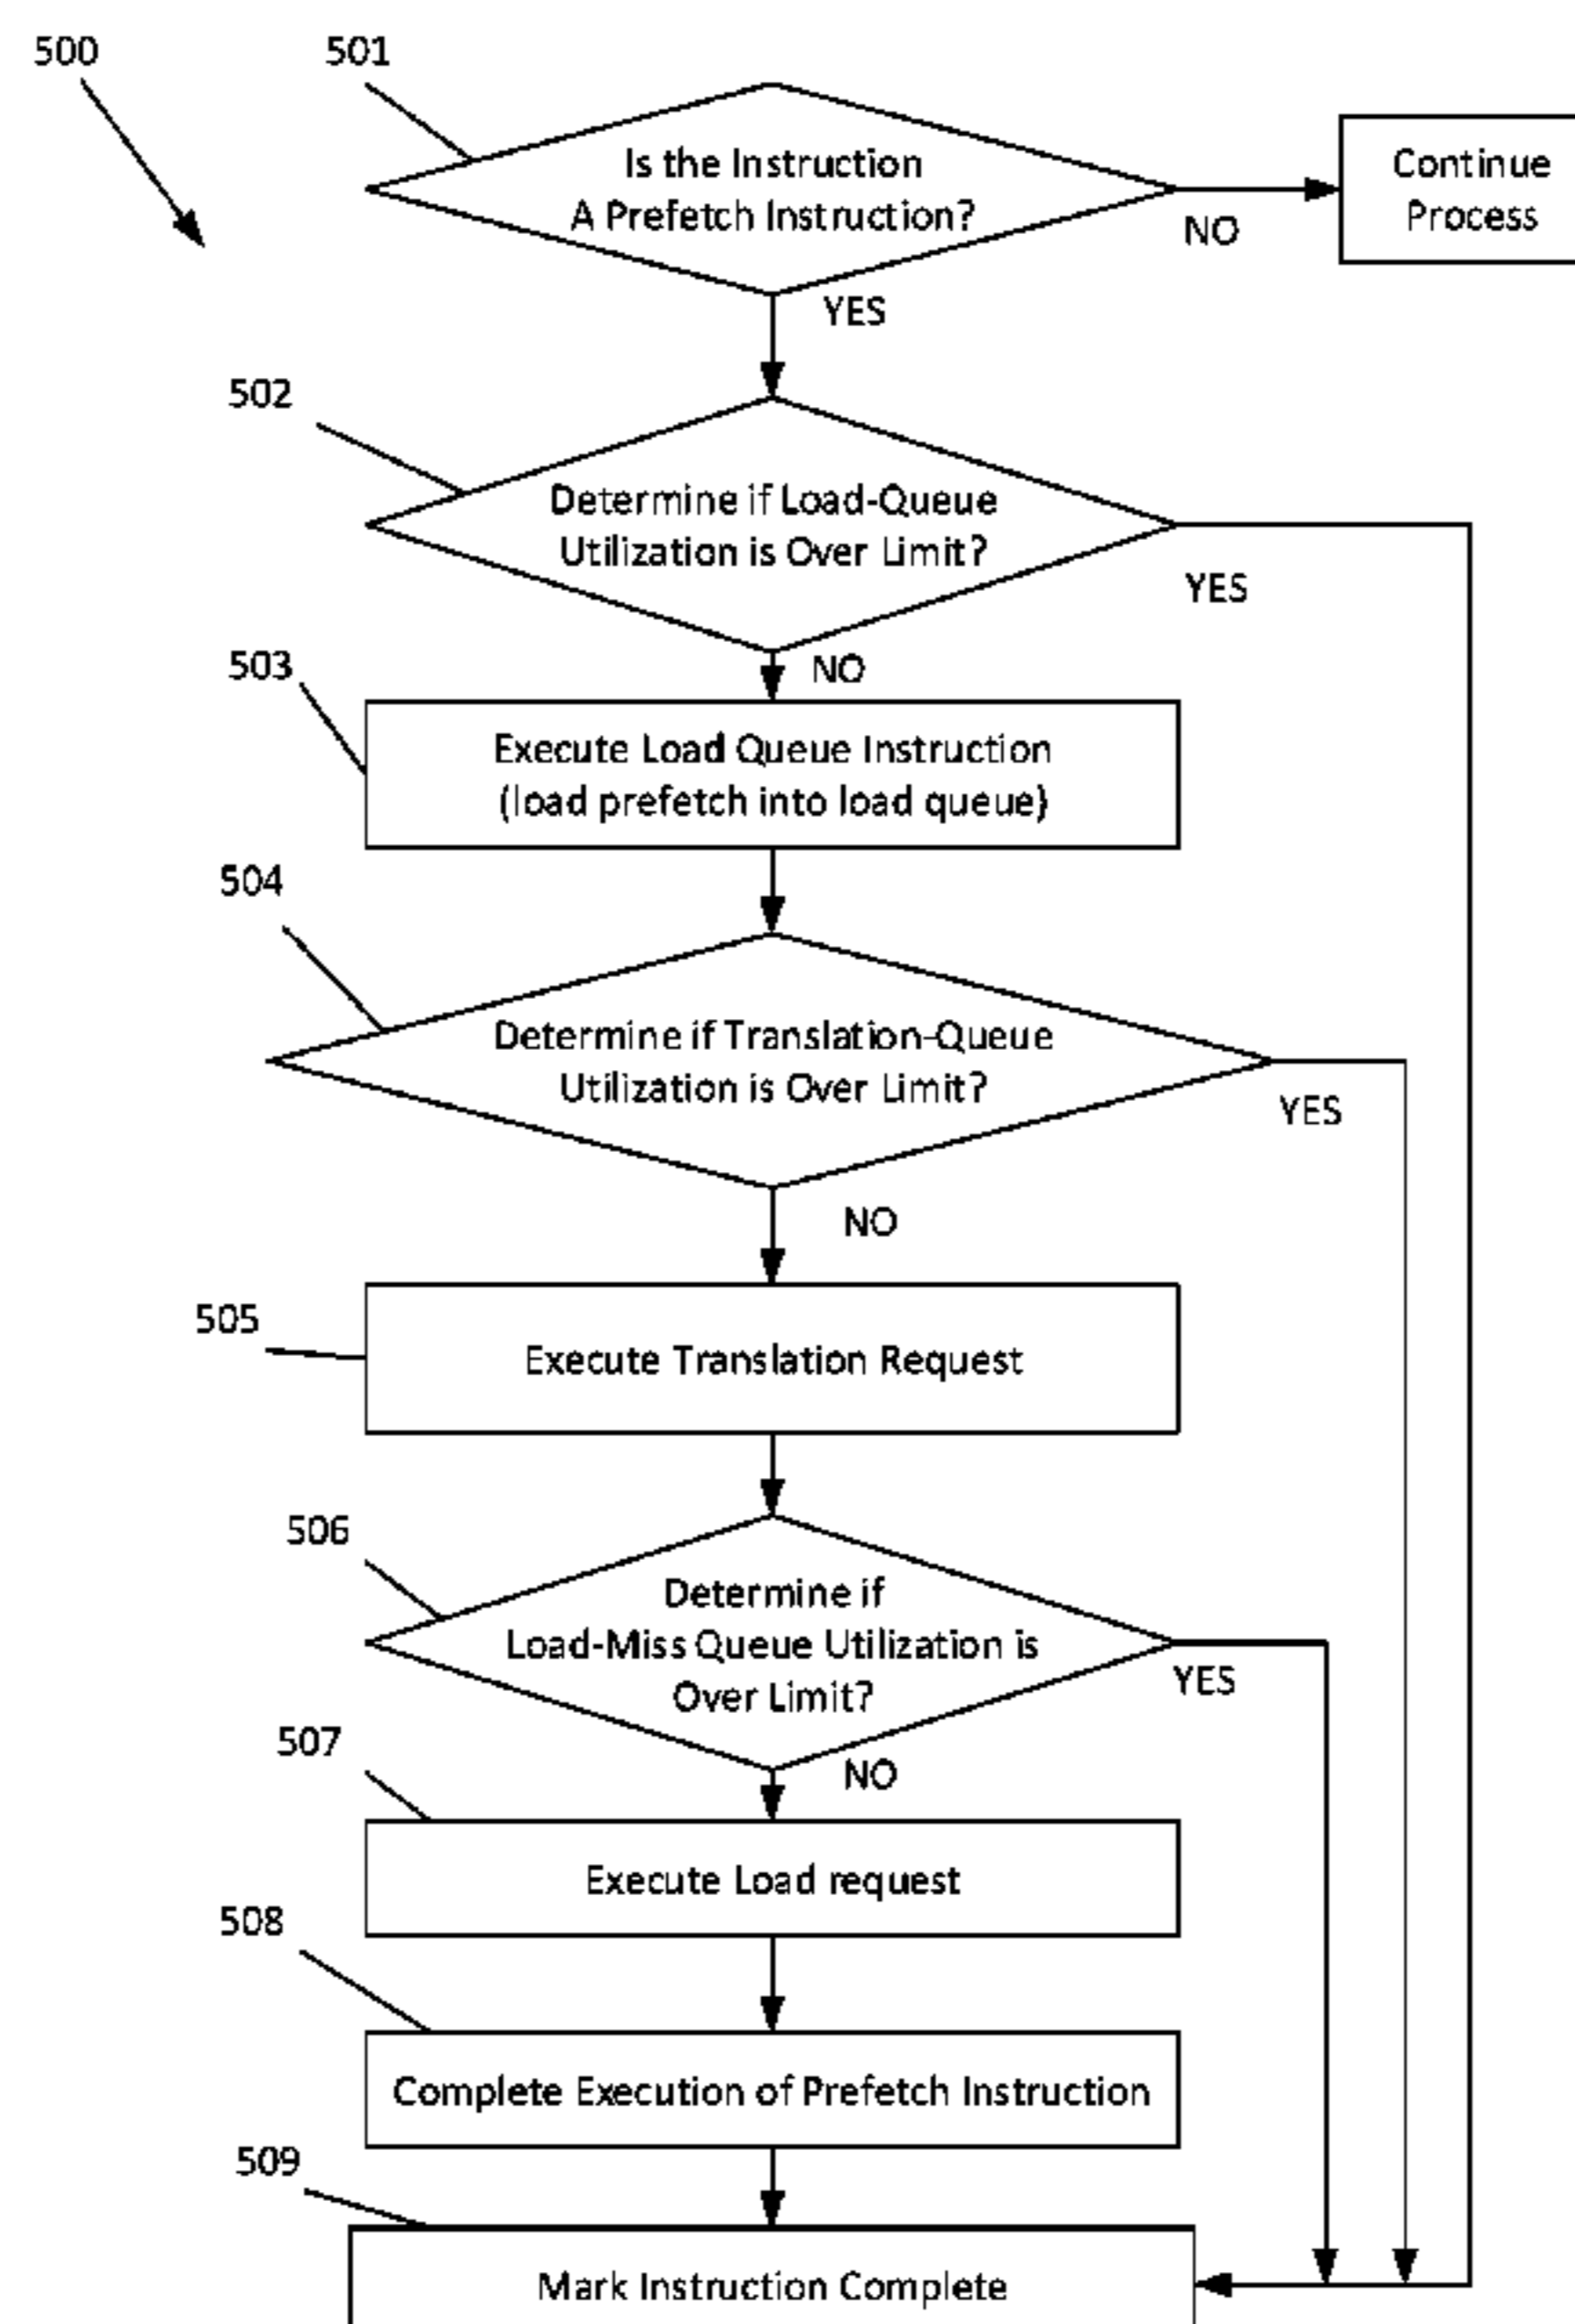 500
501
Is the Instruction
A Prefetch Instruction?
Continue
Process
NO
YES
502
Determine if Load-Queue
Utilization is Over Limit?
YES
NO
503
Execute Load Queue Instruction
(load prefetch into load queue)
504
Determine if Translation-Queue
Utilization is Over Limit?
YES
NO
505
Execute Translation Request
506
Determine if
Load-Miss Queue Utilization is
Over Limit?
YES
NO
507
Execute Load request
508
Complete Execution of Prefetch Instruction
509
Mark Instruction Complete